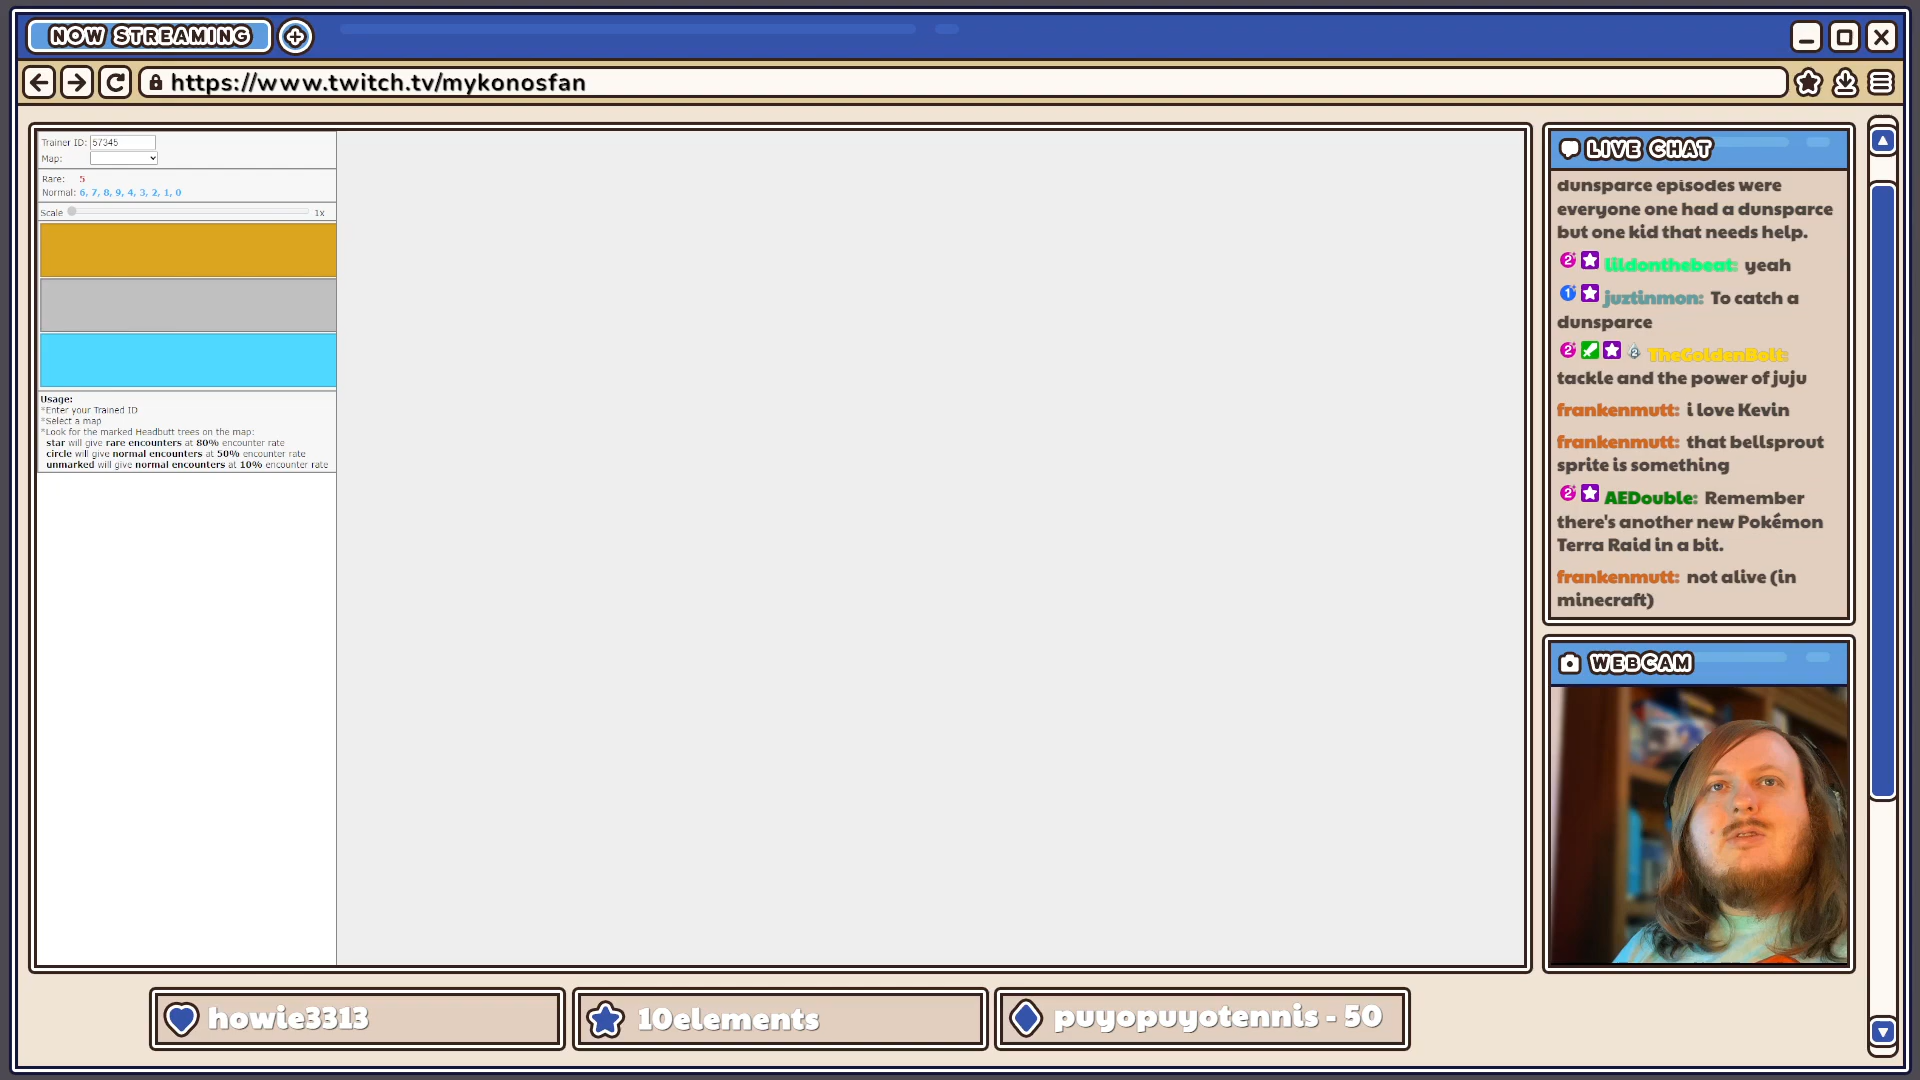 NOW STREAMING
https://www.twitch.tv/mykonosfan
Trainer ID: 57345
Map:
Rare: 5
Normal: 6, 7, 8, 9, 4, 3, 2, 1, 0
Scale 1x
Usage:
*Enter your Trained ID
*Select a map
*Look for the marked Headbutt trees on the map:
star will give rare encounters at 80% encounter rate
circle will give normal encounters at 50% encounter rate
unmarked will give normal encounters at 10% encounter rate
LIVE CHAT
dunsparce episodes were
everyone one had a dunsparce
but one kid that needs help.
2 lildonthebeat: yeah
1 juztinmon: To catch a
dunsparce
2 2 TheGoldenBolt:
tackle and the power of juju
frankenmutt: i love Kevin
frankenmutt: that bellsprout
sprite is something
2 AEDouble: Remember
there's another new Pokémon
Terra Raid in a bit.
frankenmutt: not alive (in
minecraft)
WEBCAM
howie3313
10elements
puyopuyotennis - 50